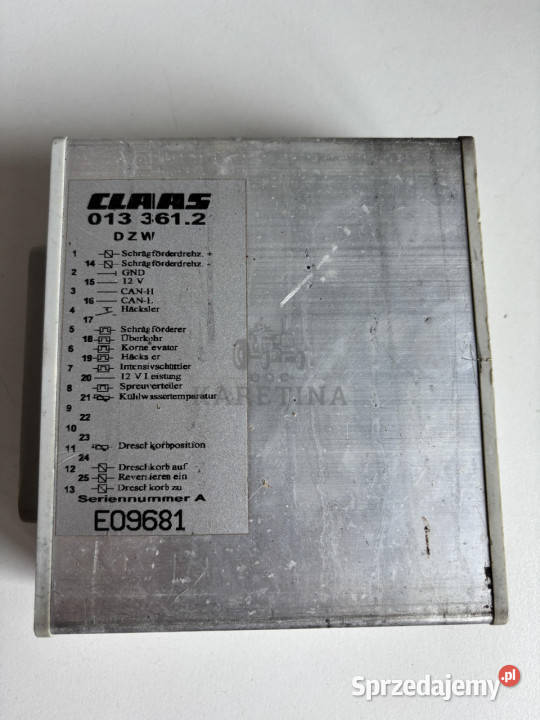 CLAAS
013 361.2
DZW
1 Schrägförderdrehz. +
14 Schrägförderdrehz. -
2 GND
15 12 V
3 CAN-H
16 CAN-L
4 Häcksler
17
5 Schrägförderer
18 Überkehr
6 Kornelevator
19 Häcksler
7 Intensivschüttler
20 12 V Leistung
8 Spreuverteiler
21 Kühlwassertemperatur
9
22
10
23
11 Dreschkorbposition
24
12 Dreschkorb auf
25 Reversieren ein
13 Dreschkorb zu
Seriennummer A
E09681
KARETINA
Sprzedajemy.pl